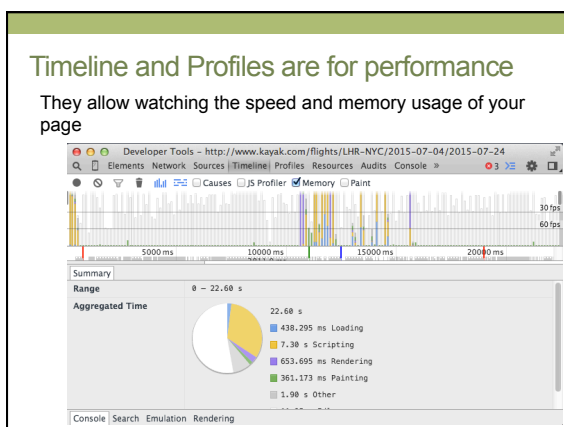 Timeline and Profiles are for performance
They allow watching the speed and memory usage of your
page
Developer Tools - http://www.kayak.com/flights/LHR-NYC/2015-07-04/2015-07-24
Elements Network Sources Timeline Profiles Resources Audits Console » 3
Causes JS Profiler Memory Paint
30 fps
60 fps
5000 ms 10000 ms 15000 ms 20000 ms
Summary
Range 0 – 22.60 s
Aggregated Time
22.60 s
438.295 ms Loading
7.30 s Scripting
653.695 ms Rendering
361.173 ms Painting
1.90 s Other
Console Search Emulation Rendering